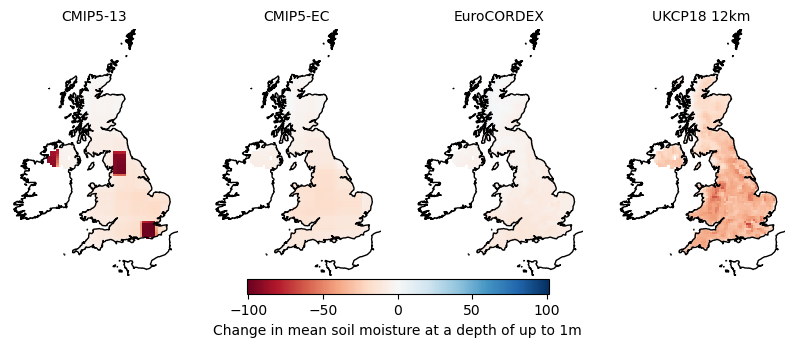 CMIP5-13 CMIP5-EC EuroCORDEX UKCP18 12km
−100 −50 0 50 100
Change in mean soil moisture at a depth of up to 1m